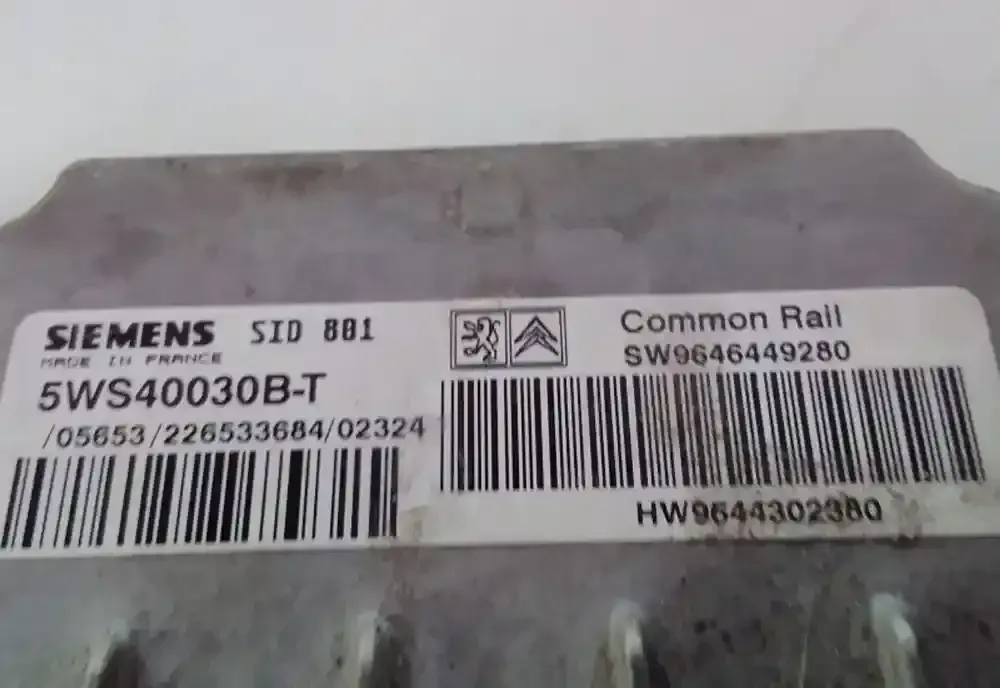 SIEMENS SID 801
MADE IN FRANCE
5WS40030B-T
/05653/226533684/02324
Common Rail
SW9646449280
HW9644302380